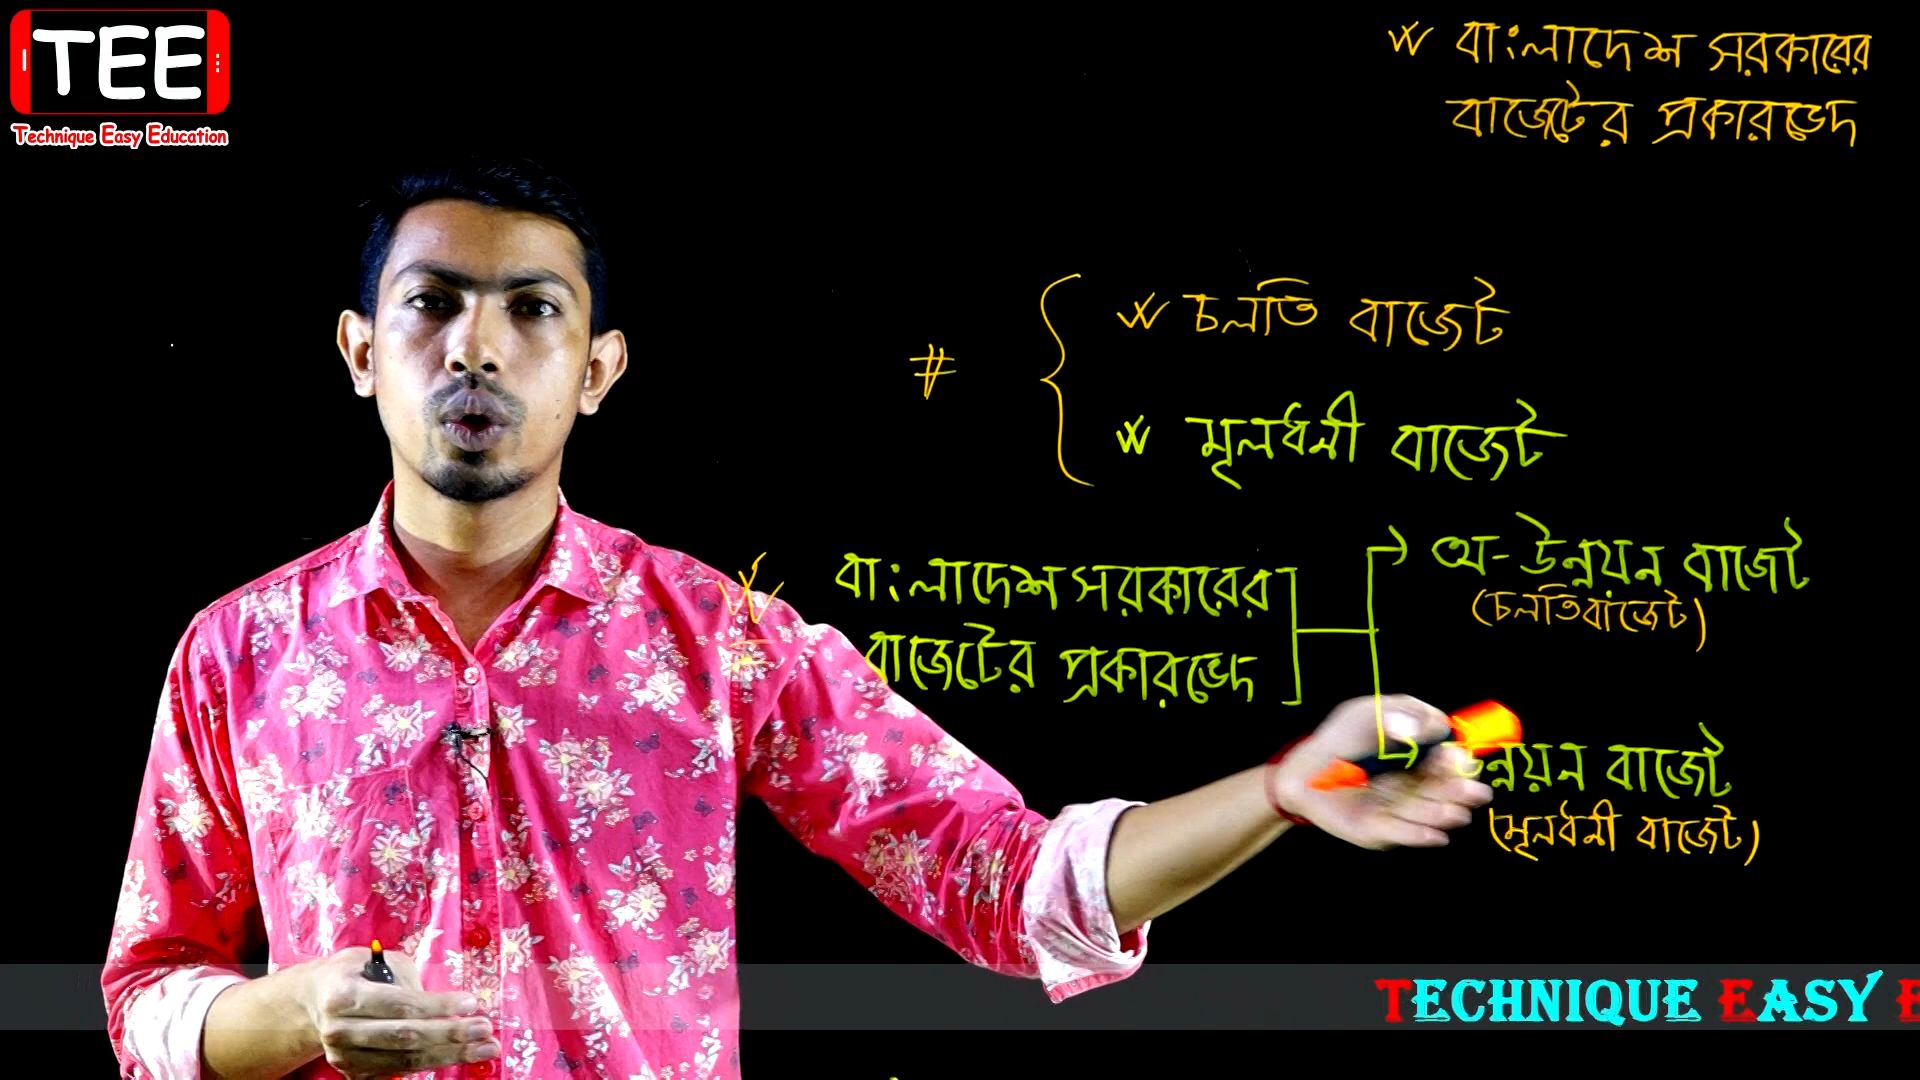 TEE
Technique Easy Education
※ বাংলাদেশ সরকারের
বাজেটের প্রকারভেদ
# { ※ চলতি বাজেট
※ মূলধনী বাজেট
※ বাংলাদেশ সরকারের
বাজেটের প্রকারভেদ
অ-উন্নয়ন বাজেট
(চলতি বাজেট)
উন্নয়ন বাজেট
(মূলধনী বাজেট)
TECHNIQUE EASY E